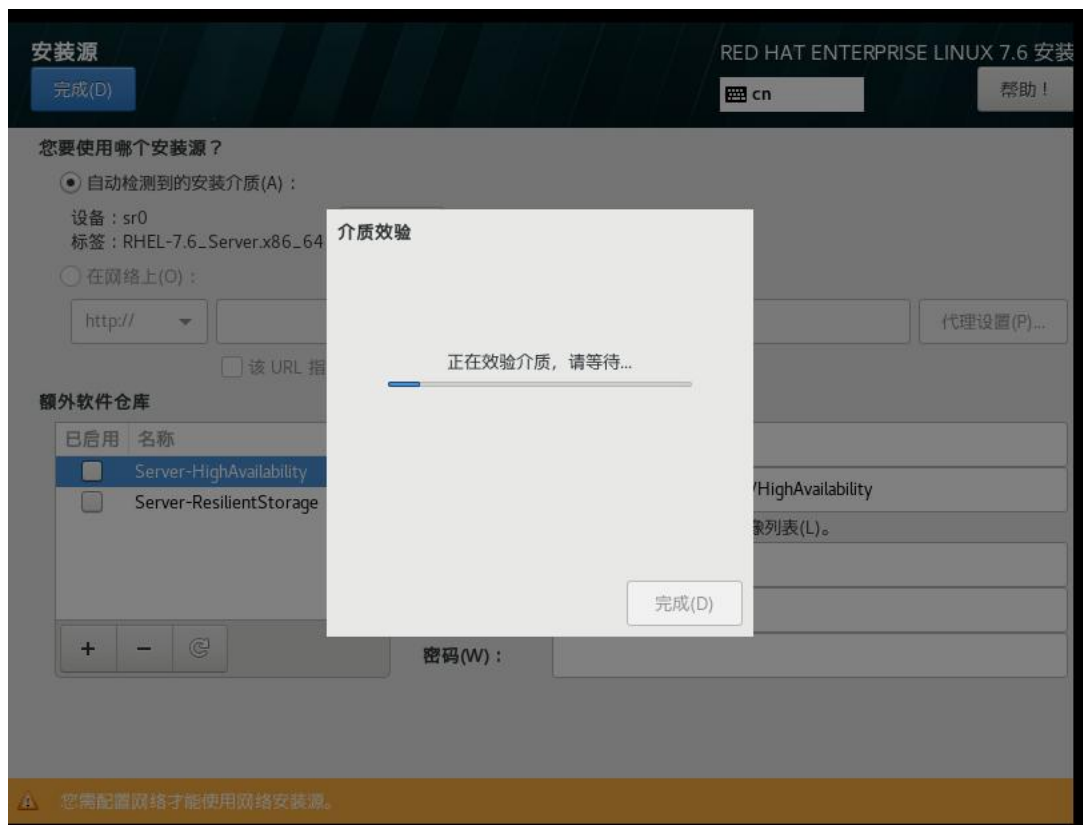 安装源
RED HAT ENTERPRISE LINUX 7.6 安装
完成(D)
cn
帮助！
您要使用哪个安装源？
自动检测到的安装介质(A)：
设备：sr0
标签：RHEL-7.6_Server.x86_64
介质效验
在网络上(O)：
http://
代理设置(P)...
正在效验介质, 请等待...
该 URL 指
额外软件仓库
已启用 名称
Server-HighAvailability
/HighAvailability
Server-ResilientStorage
象列表(L)。
完成(D)
密码(W)：
您需配置网络才能使用网络安装源。